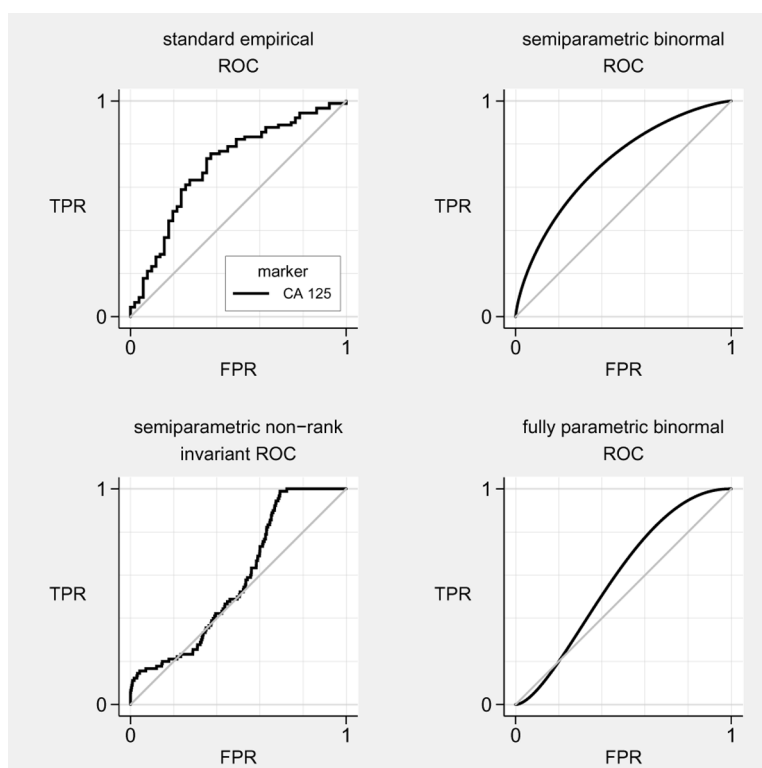 standard empirical
ROC
1
TPR
marker
CA 125
0
0
1
FPR
semiparametric binormal
ROC
1
TPR
0
0
1
FPR
semiparametric non−rank
invariant ROC
1
TPR
0
0
1
FPR
fully parametric binormal
ROC
1
TPR
0
0
1
FPR